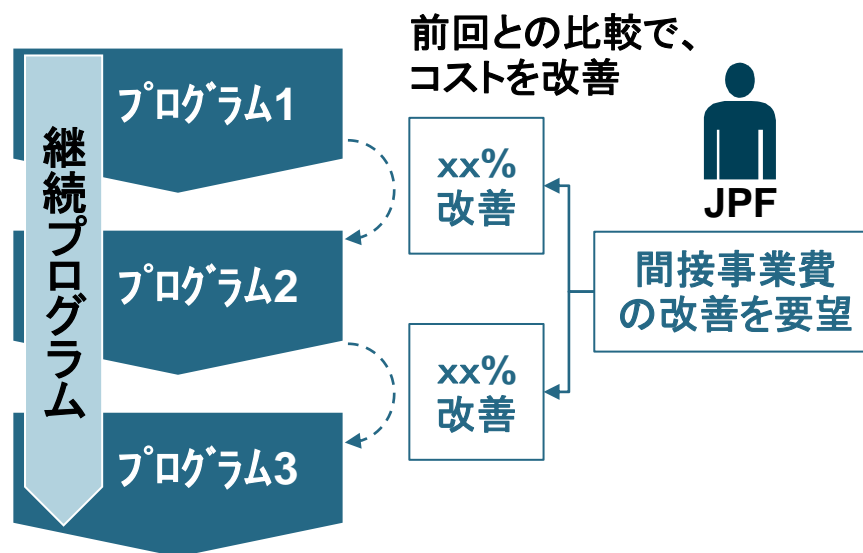 前回との比較で、
コストを改善
プログラム1
継続プログラム
xx%
改善
JPF
プログラム2
間接事業費
の改善を要望
xx%
改善
プログラム3